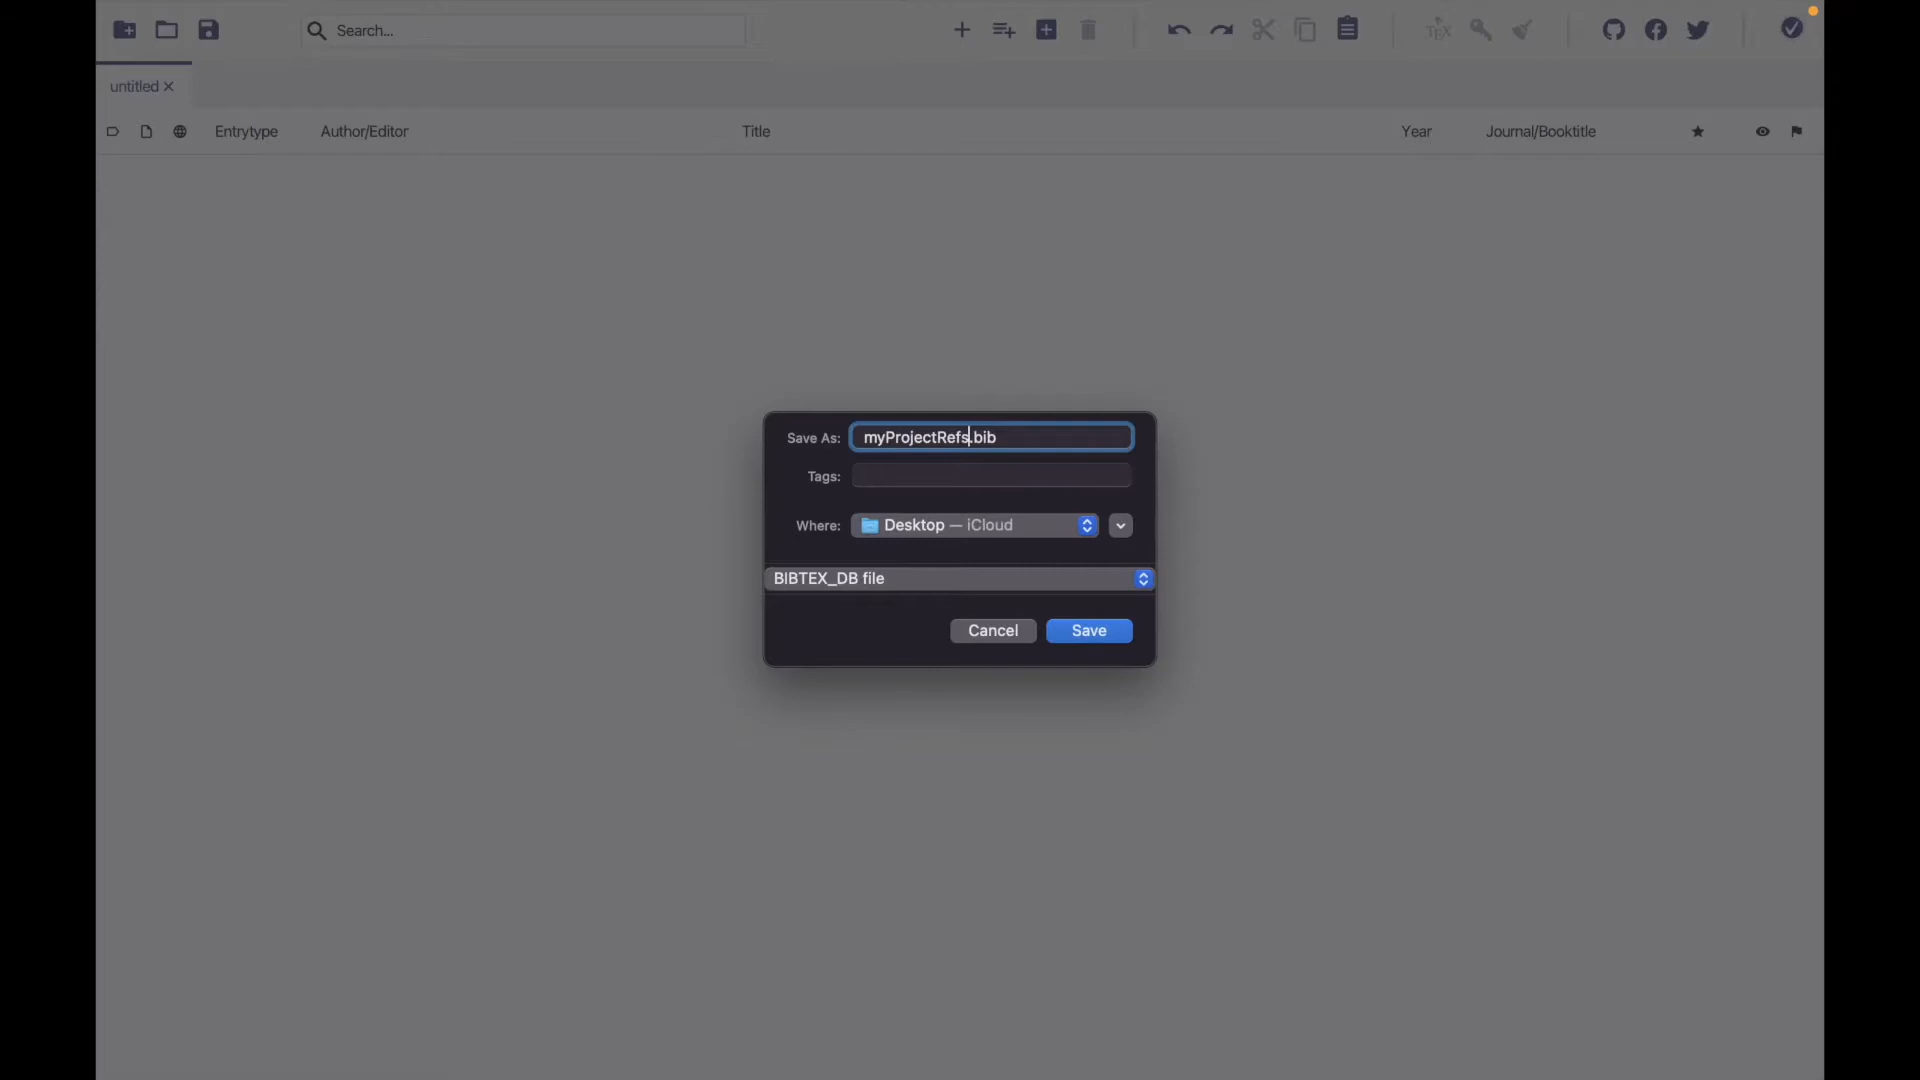 Search...
TEX
untitled
Entrytype Author/Editor Title Year Journal/Booktitle
Save As: myProjectRefs.bib
Tags:
Where: Desktop — iCloud
BIBTEX_DB file
Cancel Save